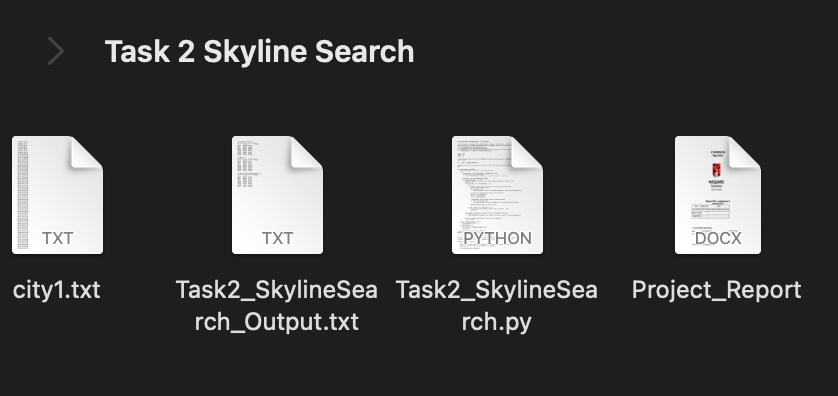 Task 2 Skyline Search
TXT
TXT
PYTHON
DOCX
city1.txt
Task2_SkylineSea
rch_Output.txt
Task2_SkylineSea
rch.py
Project_Report